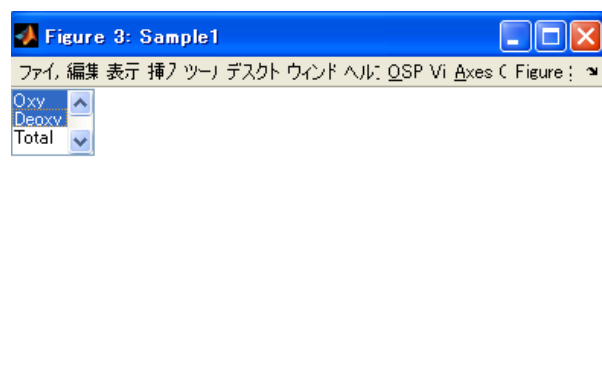 Figure 3: Sample1
ファイ, 編集 表示 挿 ツー デスクト ウィンド ヘル OSP Vi Axes Figure
Oxy
Deoxy
Total